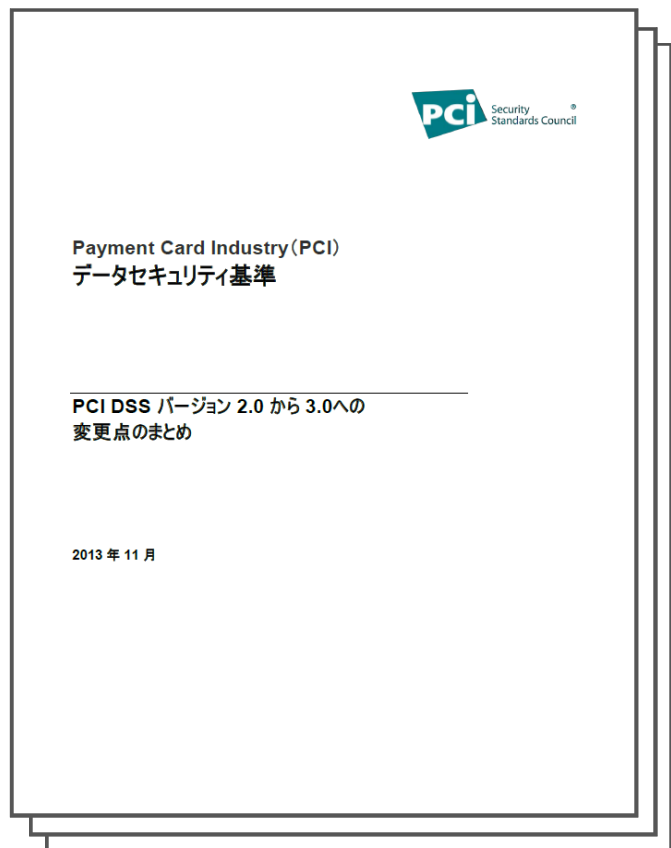 PCI Security ®
Standards Council
Payment Card Industry（PCI）
データセキュリティ基準
PCI DSS バージョン 2.0 から 3.0への
変更点のまとめ
2013 年 11 月